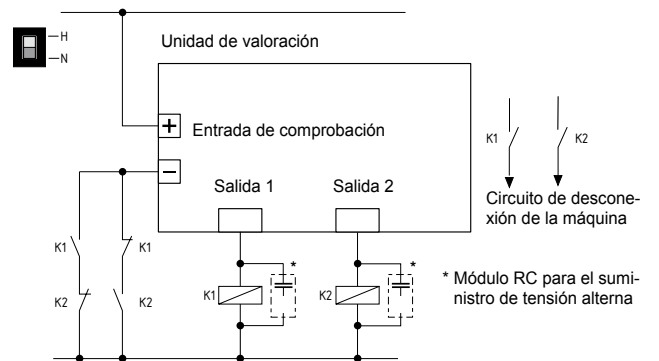 H
N
Unidad de valoración
+
Entrada de comprobación
−
Salida 1
Salida 2
K1
K2
Circuito de descone-
xión de la máquina
K1
K1
K2
K2
*
*
K1
K2
* Módulo RC para el sumi-
nistro de tensión alterna